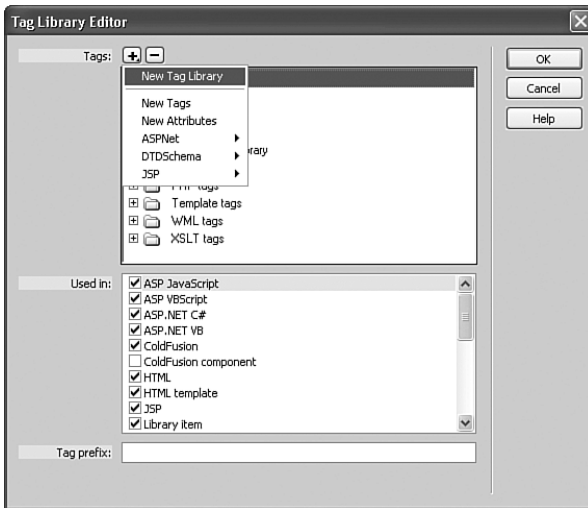 Tag Library Editor
Tags:
New Tag Library
New Tags
New Attributes
ASPNet
DTDSchema
JSP
tags
Template tags
WML tags
XSLT tags
OK
Cancel
Help
Used in:
ASP JavaScript
ASP VBScript
ASP.NET C#
ASP.NET VB
ColdFusion
ColdFusion component
HTML
HTML template
JSP
Library item
Tag prefix: